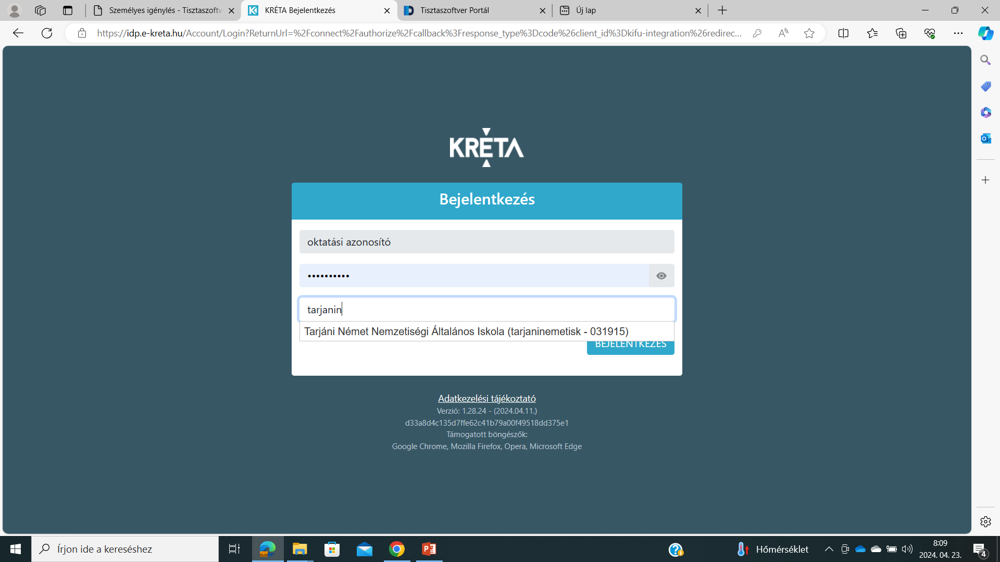 Személyes igénylés - Tisztaszoftv
KRÉTA Bejelentkezés
Tisztaszoftver Portál
Új lap
https://idp.e-kreta.hu/Account/Login?ReturnUrl=%2Fconnect%2Fauthorize%2Fcallback%3Fresponse_type%3Dcode%26client_id%3Dkifu-integration%26redirec...
KRÉTA
Bejelentkezés
oktatási azonosító
••••••••••
tarjanin
Tarjáni Német Nemzetiségi Általános Iskola (tarjaninemetisk - 031915)
BEJELENTKEZÉS
Adatkezelési tájékoztató
Verzió: 1.28.24 - (2024.04.11.)
d33a8d4c135d7ffe62c41b79a00f49518dd375e1
Támogatott böngészők:
Google Chrome, Mozilla Firefox, Opera, Microsoft Edge
Írjon ide a kereséshez
Hőmérséklet
8:09
2024. 04. 23.
4